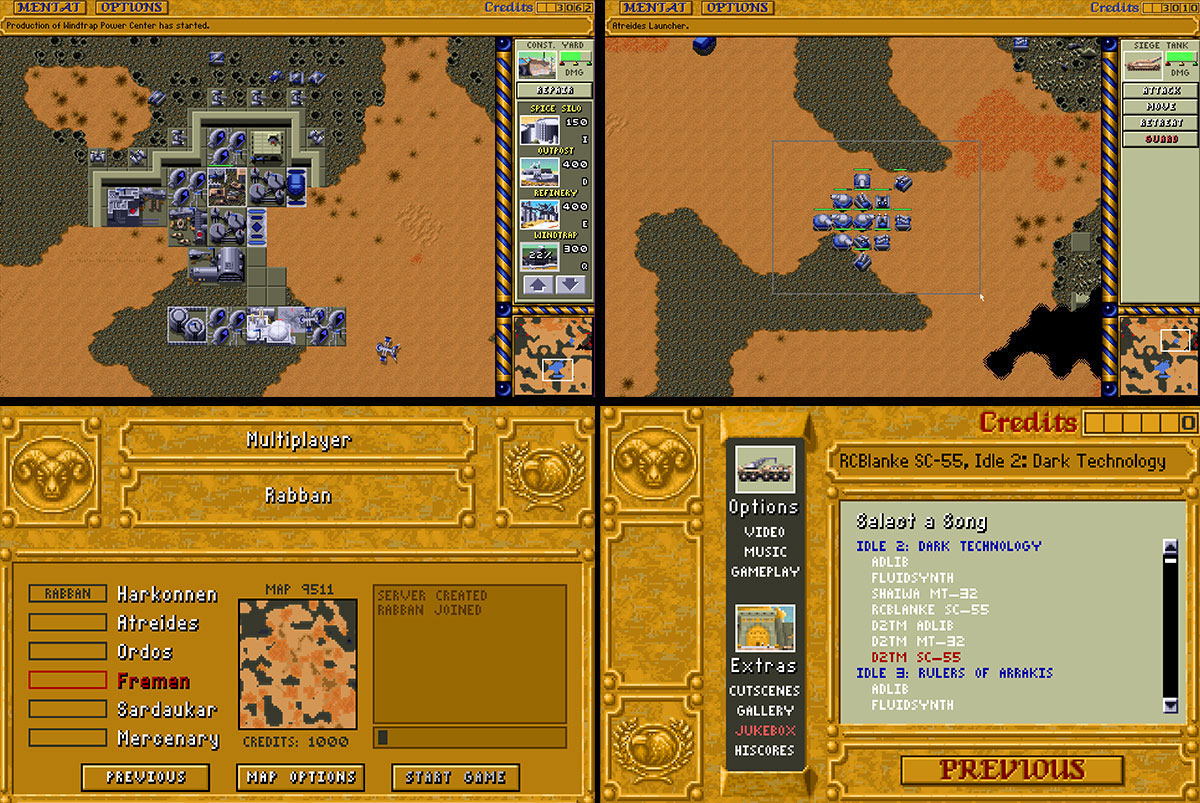 MENTAT OPTIONS Credits 3062
Production of Windtrap Power Center has started.
CONST. YARD
DMG
REPAIR
SPICE SILO
150
I
OUTPOST
400
D
REFINERY
400
E
WINDTRAP
300
22%
Q
MENTAT OPTIONS Credits 3010
Atreides Launcher.
SIEGE TANK
DMG
ATTACK
MOVE
RETREAT
GUARD
Multiplayer
Rabban
RABBAN Harkonnen
Atreides
Ordos
Fremen
Sardaukar
Mercenary
MAP 9511
CREDITS: 1000
SERVER CREATED
RABBAN JOINED
PREVIOUS MAP OPTIONS START GAME
Credits 0
RCBlanke SC-55, Idle 2: Dark Technology
Options
VIDEO
MUSIC
GAMEPLAY
Extras
CUTSCENES
GALLERY
JUKEBOX
HISCORES
Select a Song
IDLE 2: DARK TECHNOLOGY
ADLIB
FLUIDSYNTH
SHAIWA MT-32
RCBLANKE SC-55
D2TM ADLIB
D2TM MT-32
D2TM SC-55
IDLE 3: RULERS OF ARRAKIS
ADLIB
FLUIDSYNTH
PREVIOUS